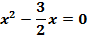 x² − 3/2 x = 0